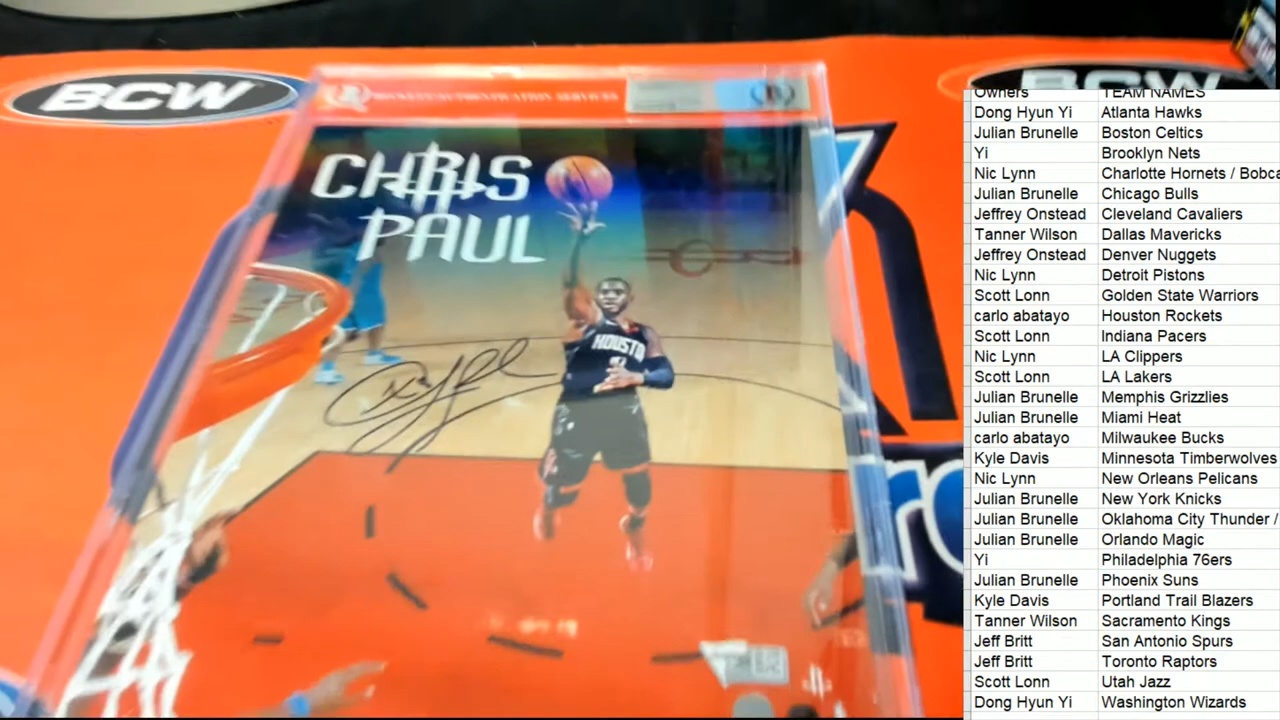 BCW
BECKETT AUTHENTICATION SERVICES
BCW
CHRIS
PAUL
HOUSTON
Owners TEAM NAMES
Dong Hyun Yi Atlanta Hawks
Julian Brunelle Boston Celtics
Yi Brooklyn Nets
Nic Lynn Charlotte Hornets / Bobca
Julian Brunelle Chicago Bulls
Jeffrey Onstead Cleveland Cavaliers
Tanner Wilson Dallas Mavericks
Jeffrey Onstead Denver Nuggets
Nic Lynn Detroit Pistons
Scott Lonn Golden State Warriors
carlo abatayo Houston Rockets
Scott Lonn Indiana Pacers
Nic Lynn LA Clippers
Scott Lonn LA Lakers
Julian Brunelle Memphis Grizzlies
Julian Brunelle Miami Heat
carlo abatayo Milwaukee Bucks
Kyle Davis Minnesota Timberwolves
Nic Lynn New Orleans Pelicans
Julian Brunelle New York Knicks
Julian Brunelle Oklahoma City Thunder /
Julian Brunelle Orlando Magic
Yi Philadelphia 76ers
Julian Brunelle Phoenix Suns
Kyle Davis Portland Trail Blazers
Tanner Wilson Sacramento Kings
Jeff Britt San Antonio Spurs
Jeff Britt Toronto Raptors
Scott Lonn Utah Jazz
Dong Hyun Yi Washington Wizards